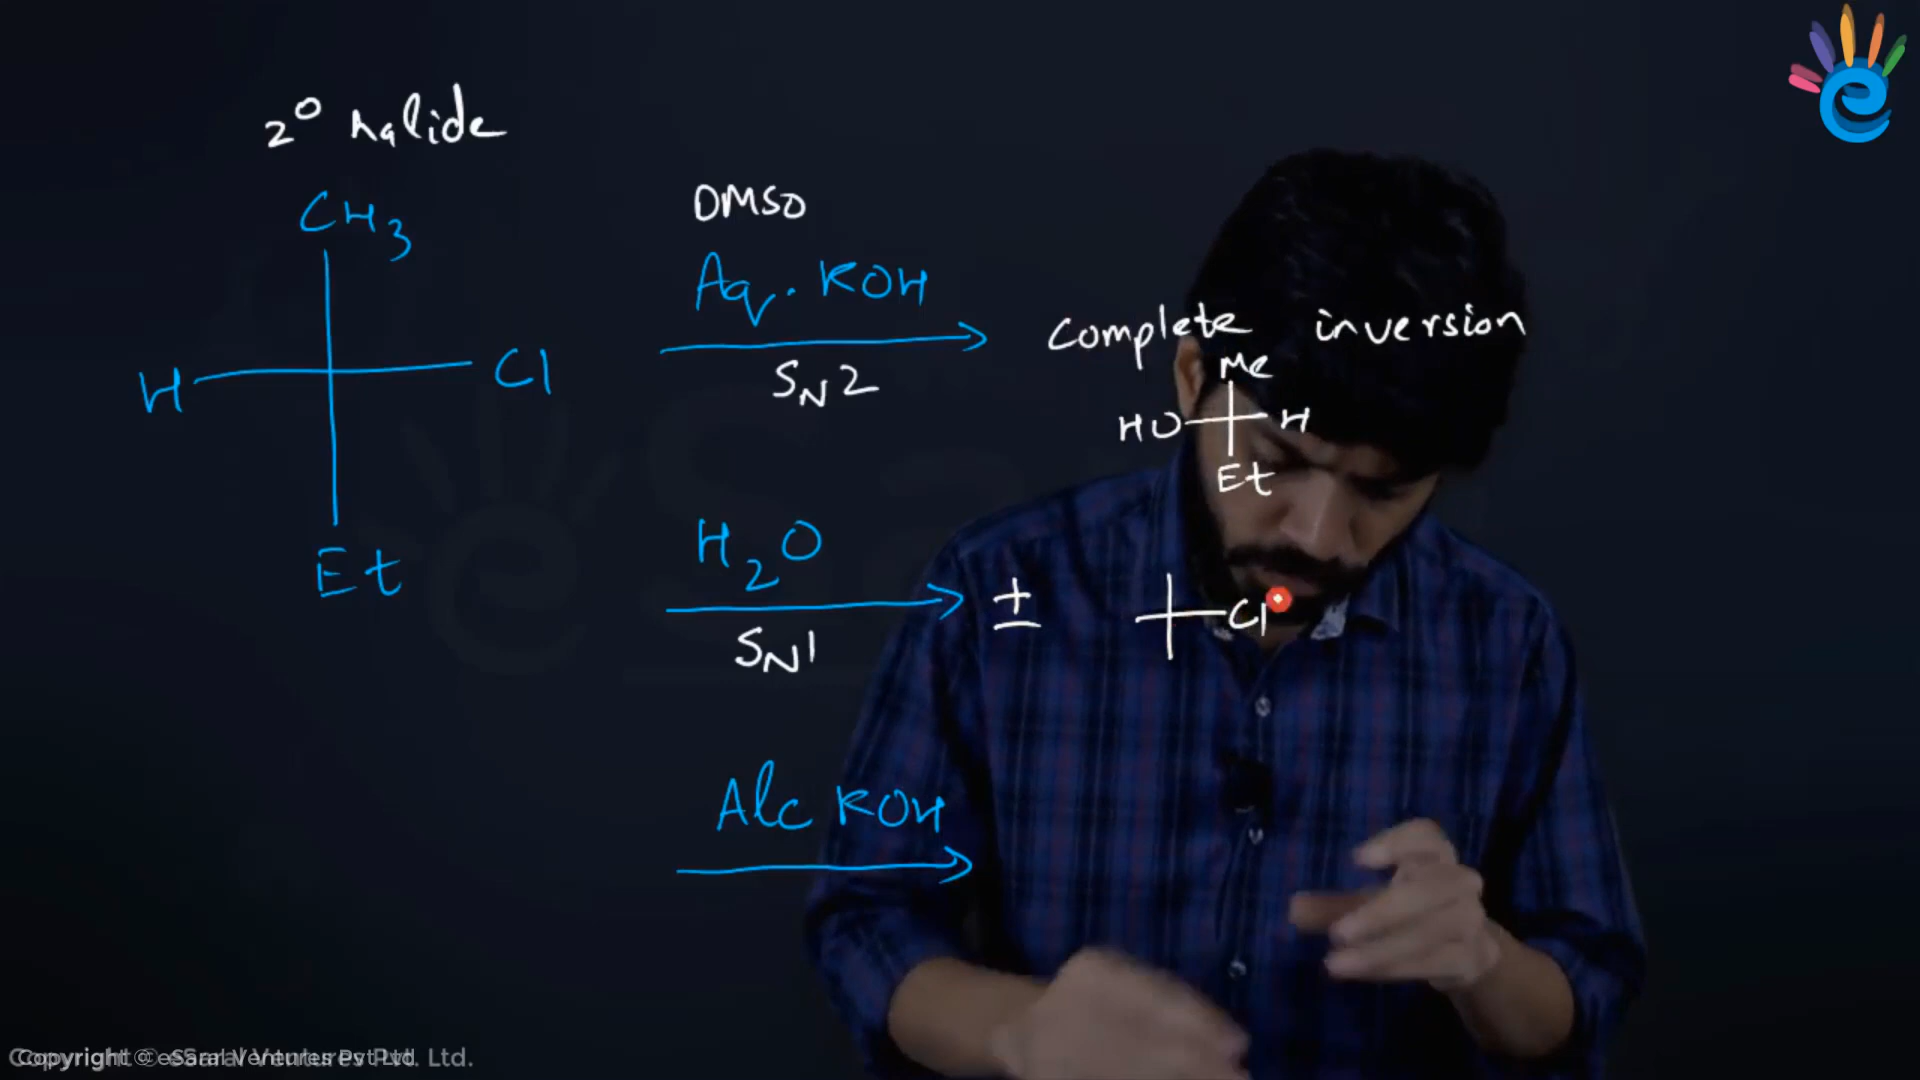 2° halide
CH3
H Cl
Et
DMSO
Aq. KOH
SN2
Complete inversion
Me
HO H
Et
H2O
SN1
±
Cl
Alc KOH
Copyright © eSaral Ventures Pvt. Ltd.